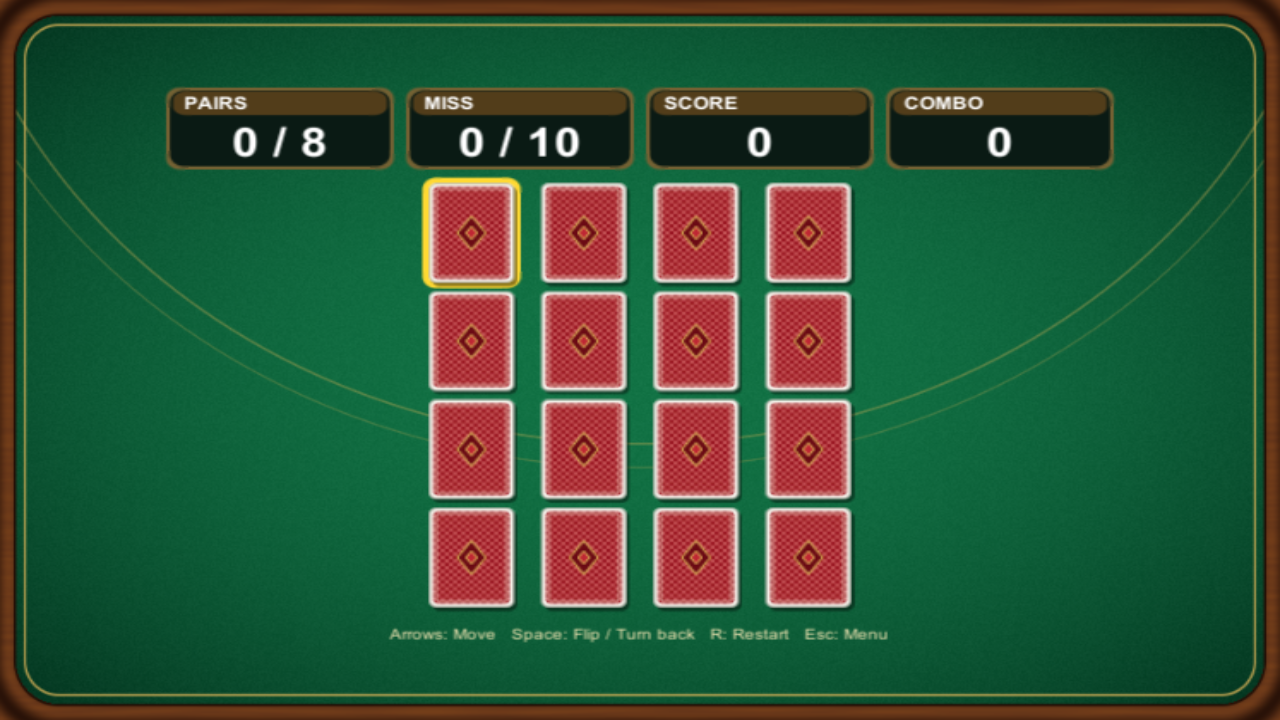 PAIRS MISS SCORE COMBO
0 / 8 0 / 10 0 0
Arrows: Move Space: Flip / Turn back R: Restart Esc: Menu